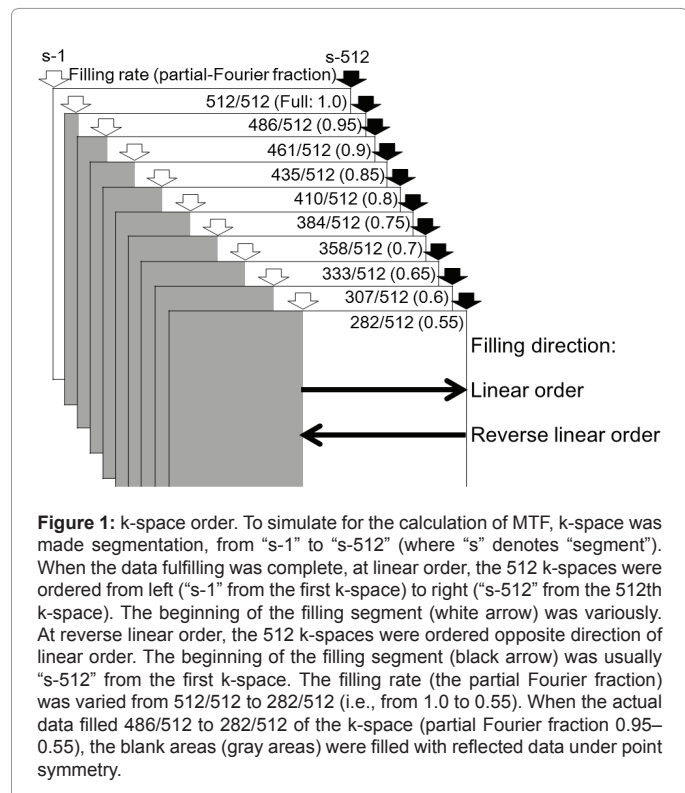 s-1
s-512
Filling rate (partial-Fourier fraction)
512/512 (Full: 1.0)
486/512 (0.95)
461/512 (0.9)
435/512 (0.85)
410/512 (0.8)
384/512 (0.75)
358/512 (0.7)
333/512 (0.65)
307/512 (0.6)
282/512 (0.55)
Filling direction:
Linear order
Reverse linear order
Figure 1: k-space order. To simulate for the calculation of MTF, k-space was
made segmentation, from “s-1” to “s-512” (where “s” denotes “segment”).
When the data fulfilling was complete, at linear order, the 512 k-spaces were
ordered from left (“s-1” from the first k-space) to right (“s-512” from the 512th
k-space). The beginning of the filling segment (white arrow) was variously.
At reverse linear order, the 512 k-spaces were ordered opposite direction of
linear order. The beginning of the filling segment (black arrow) was usually
“s-512” from the first k-space. The filling rate (the partial Fourier fraction)
was varied from 512/512 to 282/512 (i.e., from 1.0 to 0.55). When the actual
data filled 486/512 to 282/512 of the k-space (partial Fourier fraction 0.95–
0.55), the blank areas (gray areas) were filled with reflected data under point
symmetry.